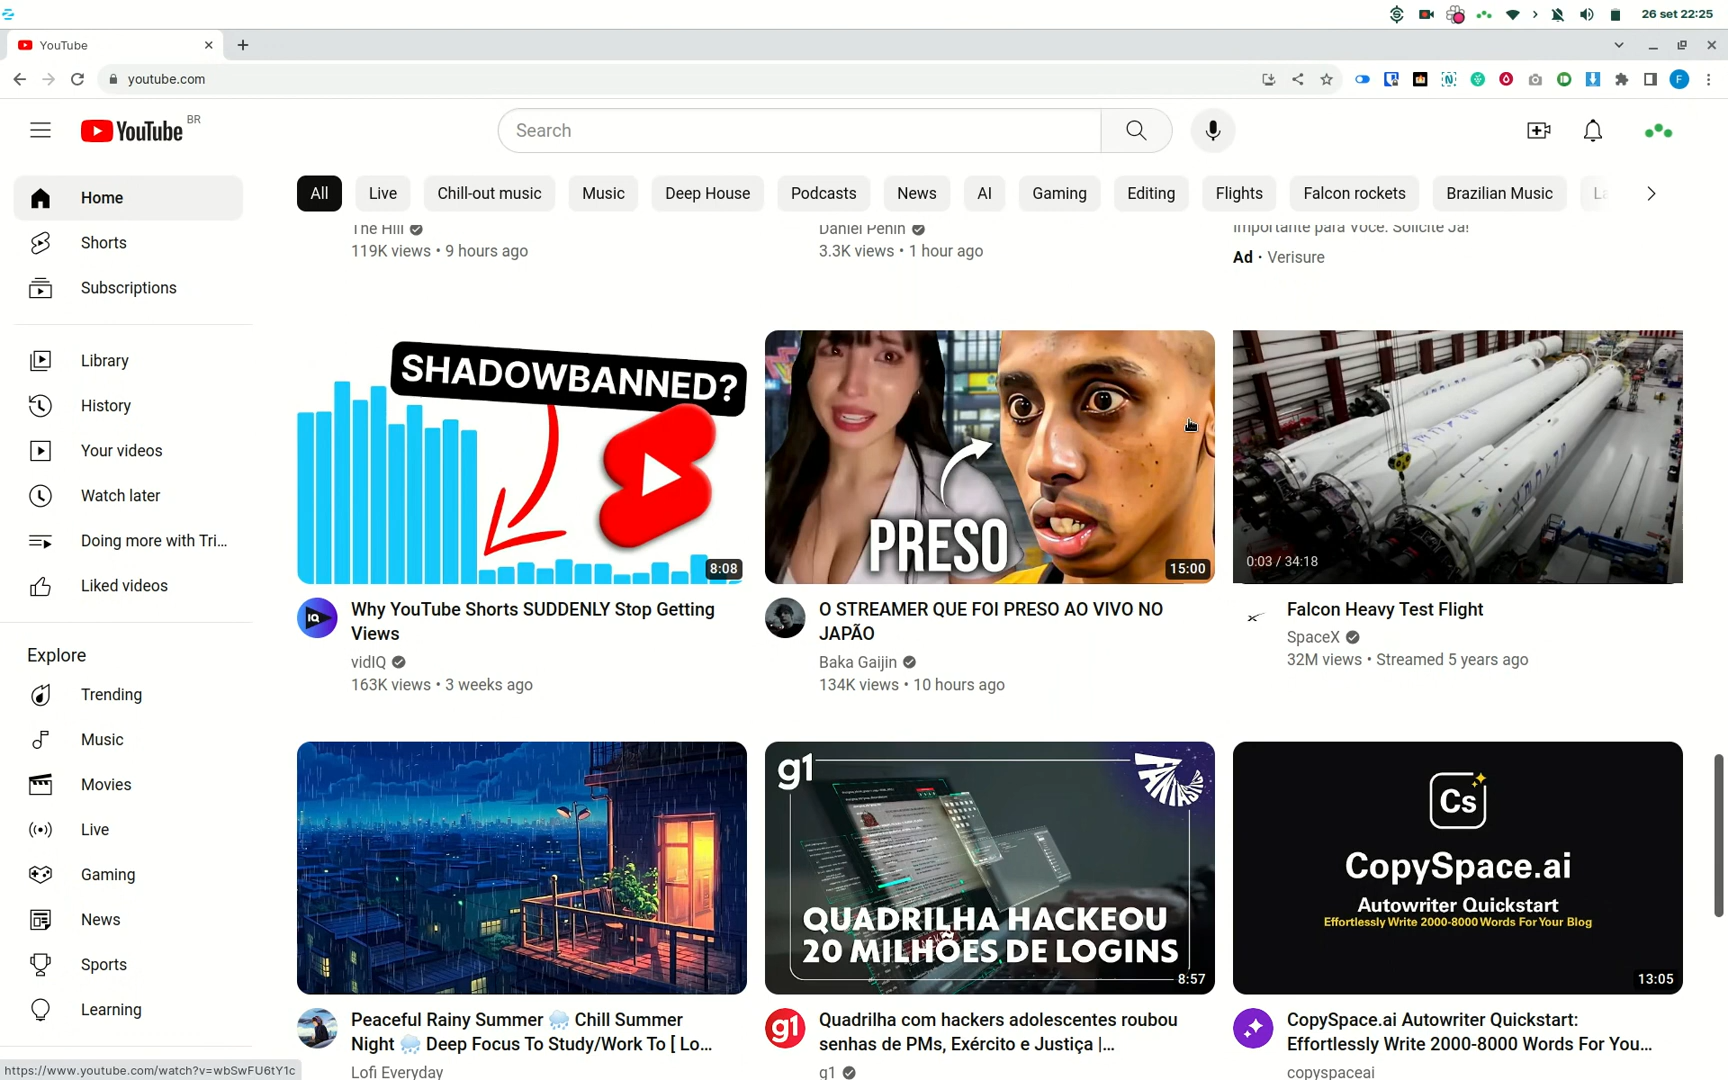 26 set 22:25
YouTube
youtube.com
YouTube BR
Search
Home
Shorts
Subscriptions
Library
History
Your videos
Watch later
Doing more with Tri...
Liked videos
Explore
Trending
Music
Movies
Live
Gaming
News
Sports
Learning
All
Live
Chill-out music
Music
Deep House
Podcasts
News
AI
Gaming
Editing
Flights
Falcon rockets
Brazilian Music
The Hill
119K views • 9 hours ago
Daniel Penin
3.3K views • 1 hour ago
Importante para Você. Solicite Já!
Ad · Verisure
SHADOWBANNED?
8:08
Why YouTube Shorts SUDDENLY Stop Getting
Views
vidIQ
163K views • 3 weeks ago
PRESO
15:00
O STREAMER QUE FOI PRESO AO VIVO NO
JAPÃO
Baka Gaijin
134K views • 10 hours ago
0:03 / 34:18
Falcon Heavy Test Flight
SpaceX
32M views • Streamed 5 years ago
Peaceful Rainy Summer 🌧️ Chill Summer
Night 🌧️ Deep Focus To Study/Work To [ Lo...
Lofi Everyday
g1
QUADRILHA HACKEOU
20 MILHÕES DE LOGINS
8:57
g1
Quadrilha com hackers adolescentes roubou
senhas de PMs, Exército e Justiça |...
g1
Cs
CopySpace.ai
Autowriter Quickstart
Effortlessly Write 2000-8000 Words For Your Blog
13:05
CopySpace.ai Autowriter Quickstart:
Effortlessly Write 2000-8000 Words For You...
copyspaceai
https://www.youtube.com/watch?v=wbSwFU6tY1c